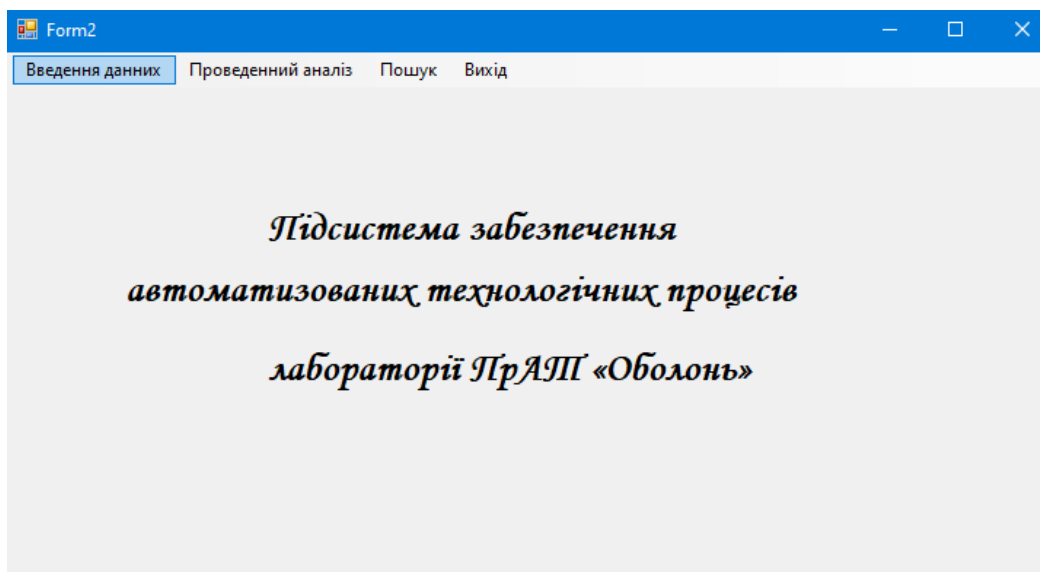 Form2
Введення данних Проведенний аналіз Пошук Вихід
Підсистема забезпечення
автоматизованих технологічних процесів
лабораторії ПрАТ «Оболонь»